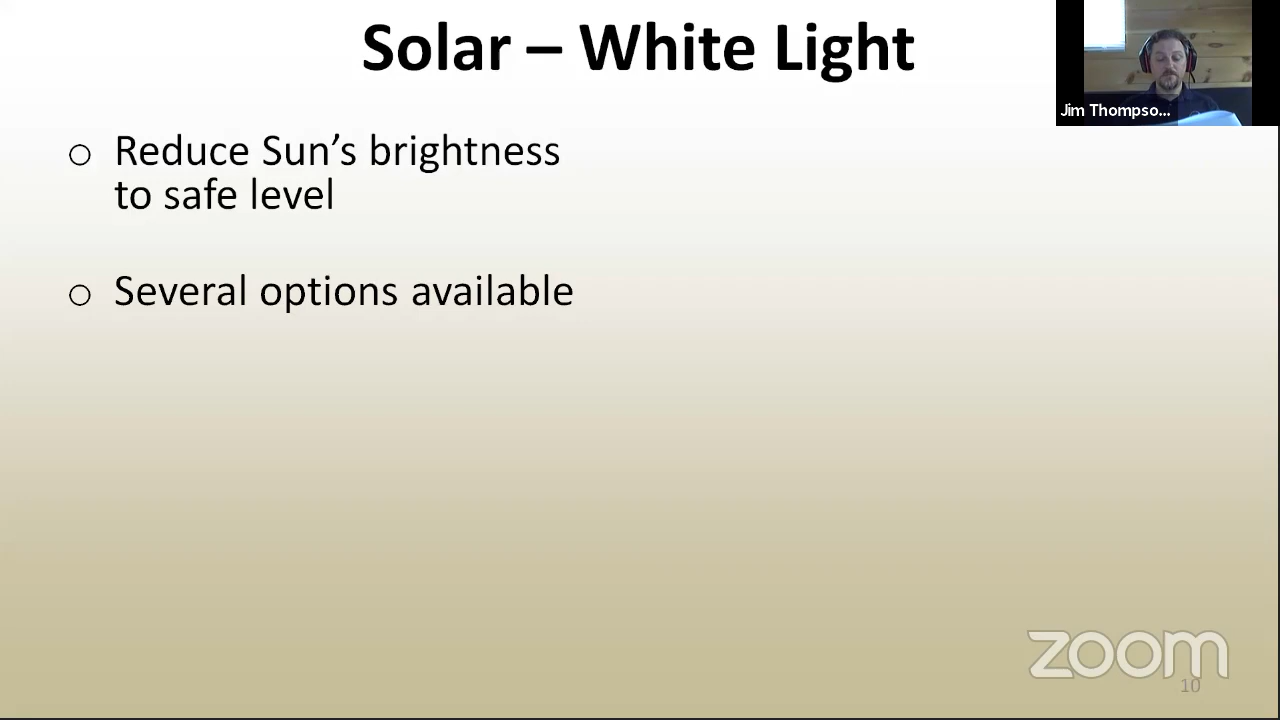 Solar – White Light
Jim Thompso...
○ Reduce Sun’s brightness
to safe level
○ Several options available
zoom
10